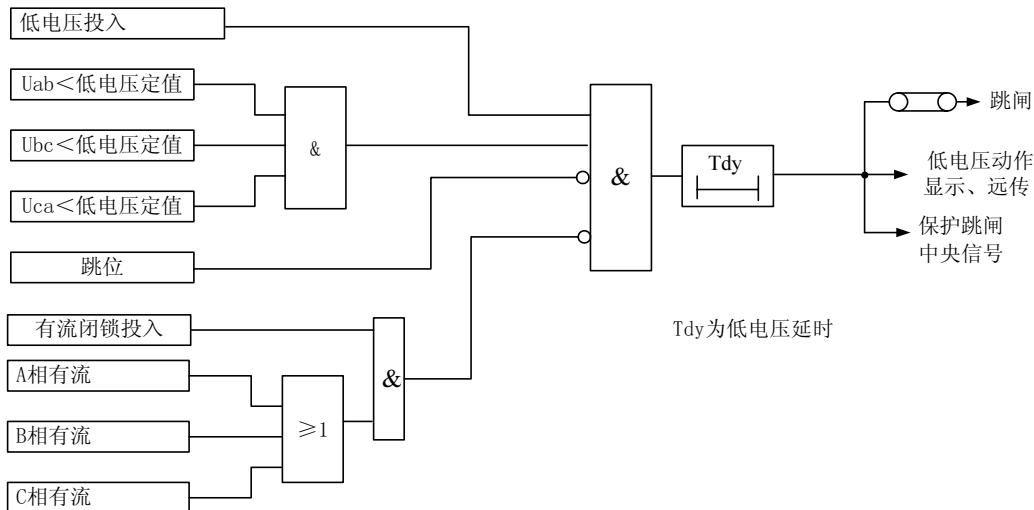 低电压投入
Uab＜低电压定值
Ubc＜低电压定值
Uca＜低电压定值
&
跳位
有流闭锁投入
A相有流
B相有流
C相有流
≥1
&
&
Tdy
跳闸
低电压动作
显示、远传
保护跳闸
中央信号
Tdy为低电压延时